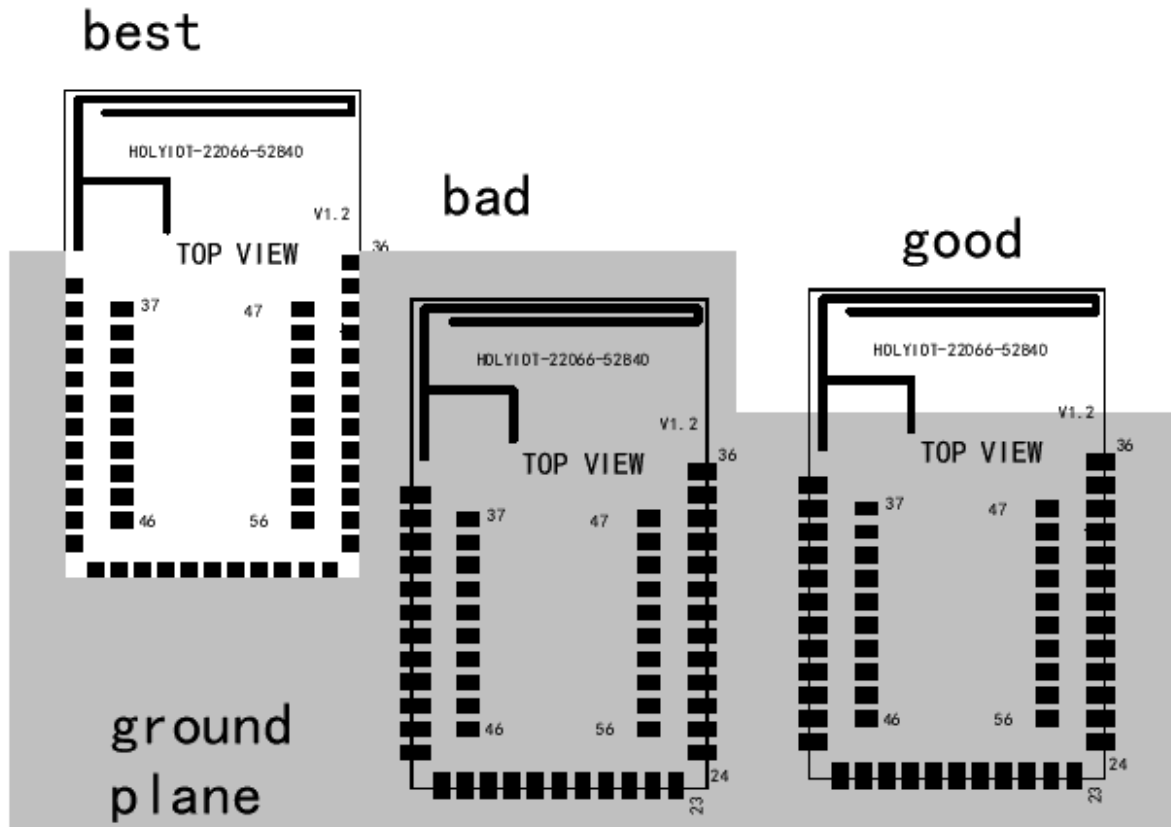 best
HOLYIOT-22066-52840
V1.2
TOP VIEW
36
37
47
46
56
bad
HOLYIOT-22066-52840
V1.2
TOP VIEW
36
37
47
46
56
24
23
good
HOLYIOT-22066-52840
V1.2
TOP VIEW
36
37
47
46
56
24
23
ground
plane